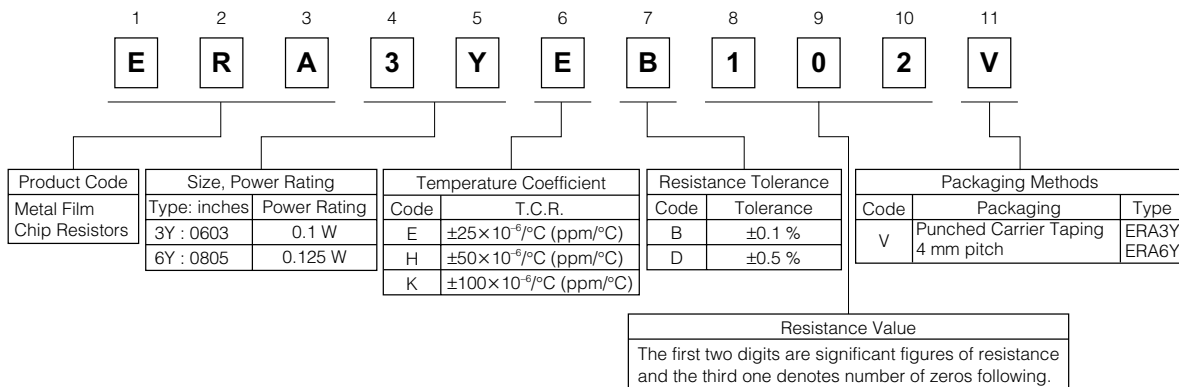 1 2 3 4 5 6 7 8 9 10 11
E R A 3 Y E B 1 0 2 V
Product Code
Metal Film
Chip Resistors
Size, Power Rating
Type: inches Power Rating
3Y : 0603 0.1 W
6Y : 0805 0.125 W
Temperature Coefficient
Code T.C.R.
E ±25×10⁻⁶/°C (ppm/°C)
H ±50×10⁻⁶/°C (ppm/°C)
K ±100×10⁻⁶/°C (ppm/°C)
Resistance Tolerance
Code Tolerance
B ±0.1 %
D ±0.5 %
Packaging Methods
Code Packaging Type
V Punched Carrier Taping ERA3Y
4 mm pitch ERA6Y
Resistance Value
The first two digits are significant figures of resistance
and the third one denotes number of zeros following.